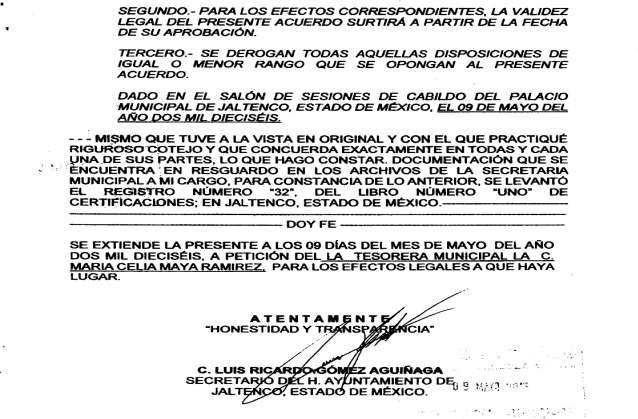 SEGUNDO.- PARA LOS EFECTOS CORRESPONDIENTES, LA VALIDEZ
LEGAL DEL PRESENTE ACUERDO SURTIRÁ A PARTIR DE LA FECHA
DE SU APROBACIÓN.
TERCERO.- SE DEROGAN TODAS AQUELLAS DISPOSICIONES DE
IGUAL O MENOR RANGO QUE SE OPONGAN AL PRESENTE
ACUERDO.
DADO EN EL SALÓN DE SESIONES DE CABILDO DEL PALACIO
MUNICIPAL DE JALTENCO, ESTADO DE MÉXICO, EL 09 DE MAYO DEL
AÑO DOS MIL DIECISÉIS.
- - - MISMO QUE TUVE A LA VISTA EN ORIGINAL Y CON EL QUE PRACTIQUÉ
RIGUROSO COTEJO Y QUE CONCUERDA EXACTAMENTE EN TODAS Y CADA
UNA DE SUS PARTES, LO QUE HAGO CONSTAR. DOCUMENTACIÓN QUE SE
ENCUENTRA EN RESGUARDO EN LOS ARCHIVOS DE LA SECRETARIA
MUNICIPAL A MI CARGO, PARA CONSTANCIA DE LO ANTERIOR, SE LEVANTÓ
EL REGISTRO NÚMERO "32", DEL LIBRO NÚMERO "UNO" DE
CERTIFICACIONES; EN JALTENCO, ESTADO DE MÉXICO.
DOY FE
SE EXTIENDE LA PRESENTE A LOS 09 DÍAS DEL MES DE MAYO DEL AÑO
DOS MIL DIECISÉIS, A PETICIÓN DEL LA TESORERA MUNICIPAL LA C.
MARIA CELIA MAYA RAMIREZ, PARA LOS EFECTOS LEGALES A QUE HAYA
LUGAR.
ATENTAMENTE
"HONESTIDAD Y TRANSPARENCIA"
C. LUIS RICARDO GÓMEZ AGUIÑAGA
SECRETARIO DEL H. AYUNTAMIENTO DE
JALTENCO, ESTADO DE MÉXICO.
09 MAYO